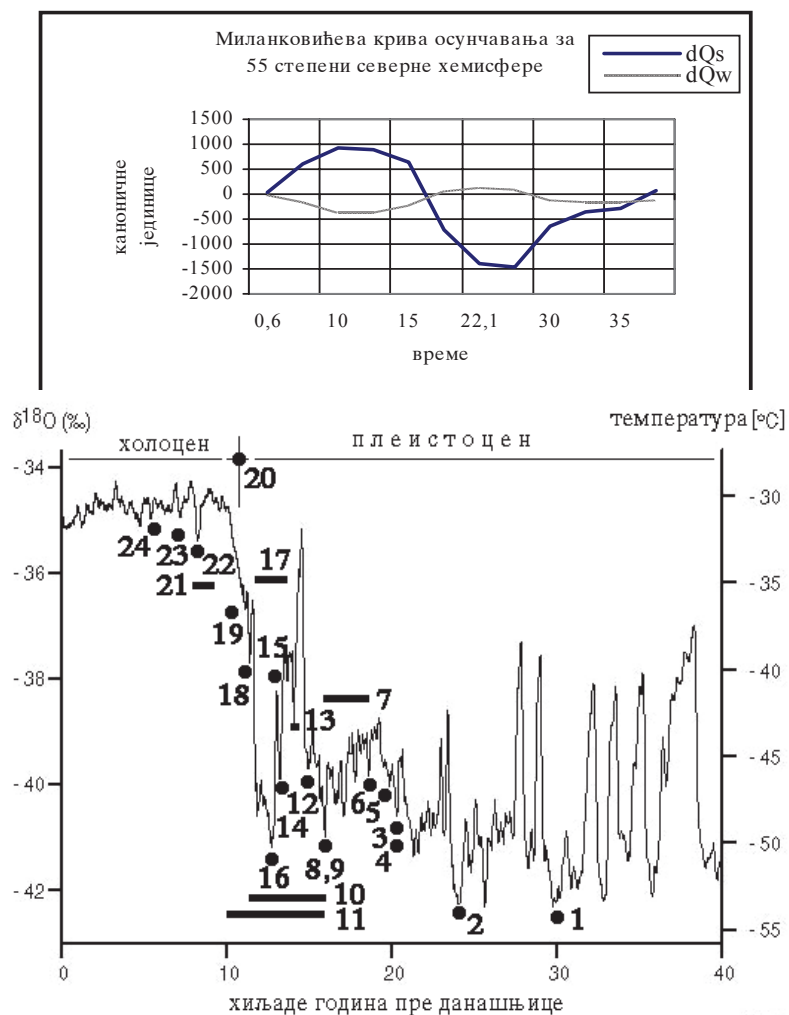 Миланковићева крива осунчавања за
55 степени северне хемисфере
dQs
dQw
каноничне
јединице
1500
1000
500
0
-500
-1000
-1500
-2000
0,6 10 15 22,1 30 35
време
δ18O (‰)
температура [°C]
холоцен плеистоцен
-34
-36
-38
-40
-42
-30
-35
-40
-45
-50
-55
20
24 23 22
21
17
19
15
18
7
13
12
14
6
5
3
4
16
8,9
10
11
2
1
0 10 20 30 40
хиљаде година пре данашњице